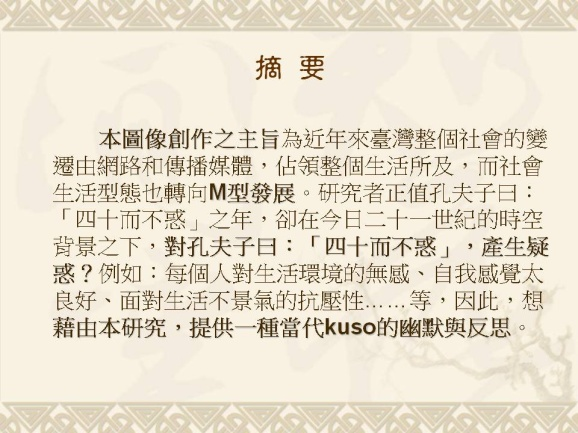 摘 要
本圖像創作之主旨為近年來臺灣整個社會的變
遷由網路和傳播媒體，佔領整個生活所及，而社會
生活型態也轉向M型發展。研究者正值孔夫子曰：
「四十而不惑」之年，卻在今日二十一世紀的時空
背景之下，對孔夫子曰：「四十而不惑」，產生疑
惑？例如：每個人對生活環境的無感、自我感覺太
良好、面對生活不景氣的抗壓性……等，因此，想
藉由本研究，提供一種當代kuso的幽默與反思。